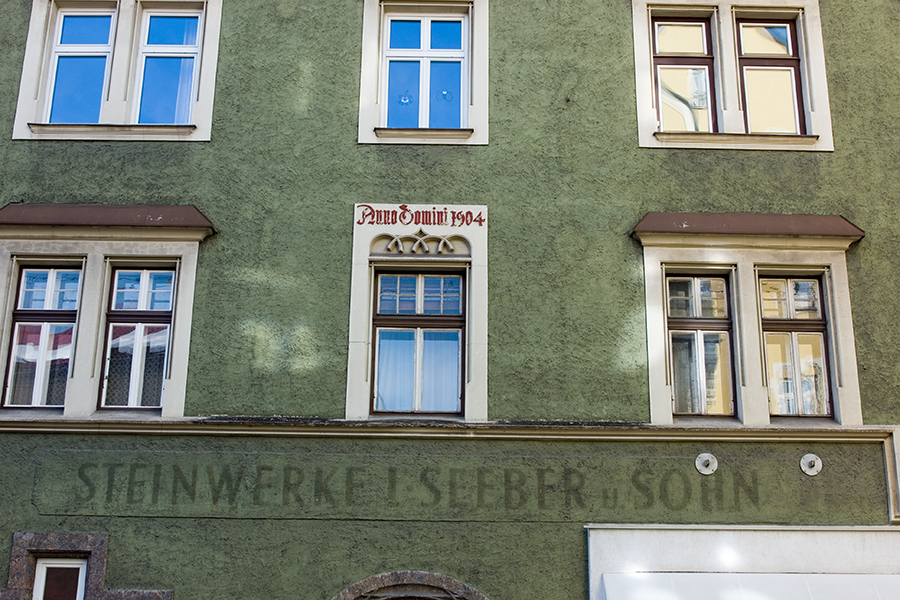 Anno Domini 1904
STEINWERKE J. SEEBER u. SOHN